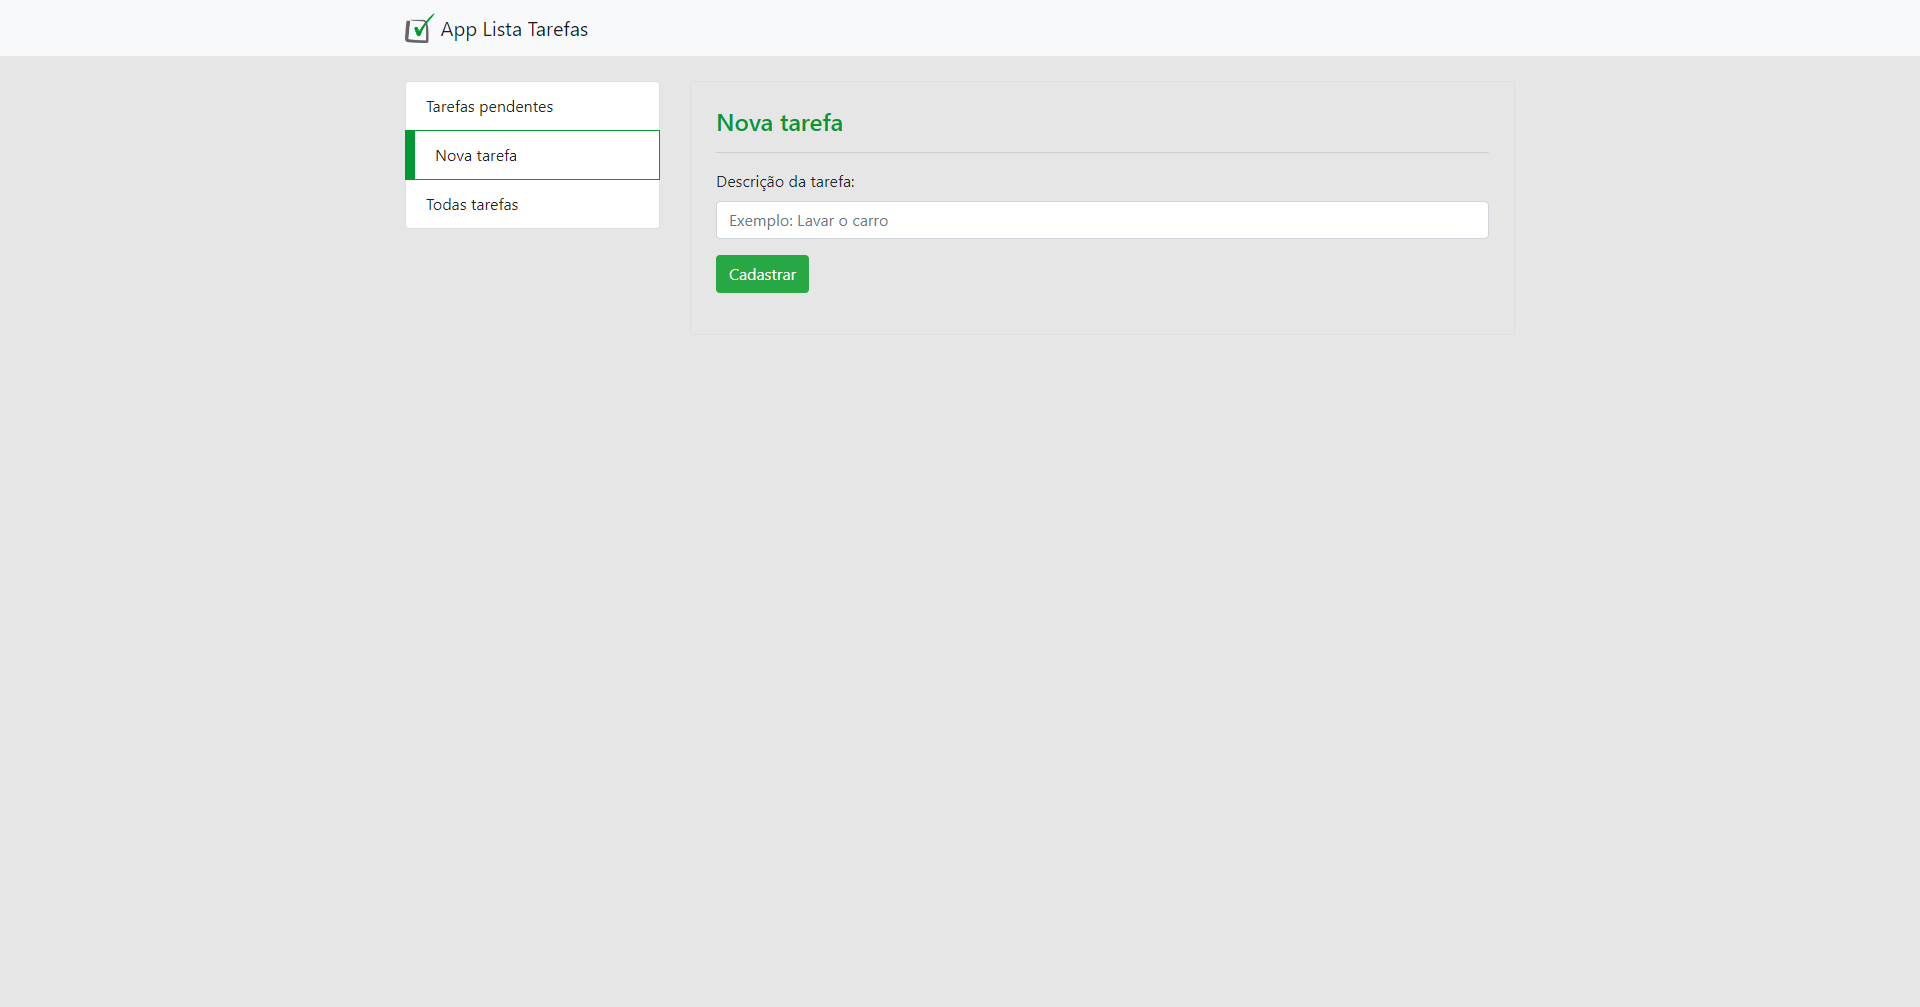 App Lista Tarefas
Tarefas pendentes
Nova tarefa
Todas tarefas
Nova tarefa
Descrição da tarefa:
Exemplo: Lavar o carro
Cadastrar